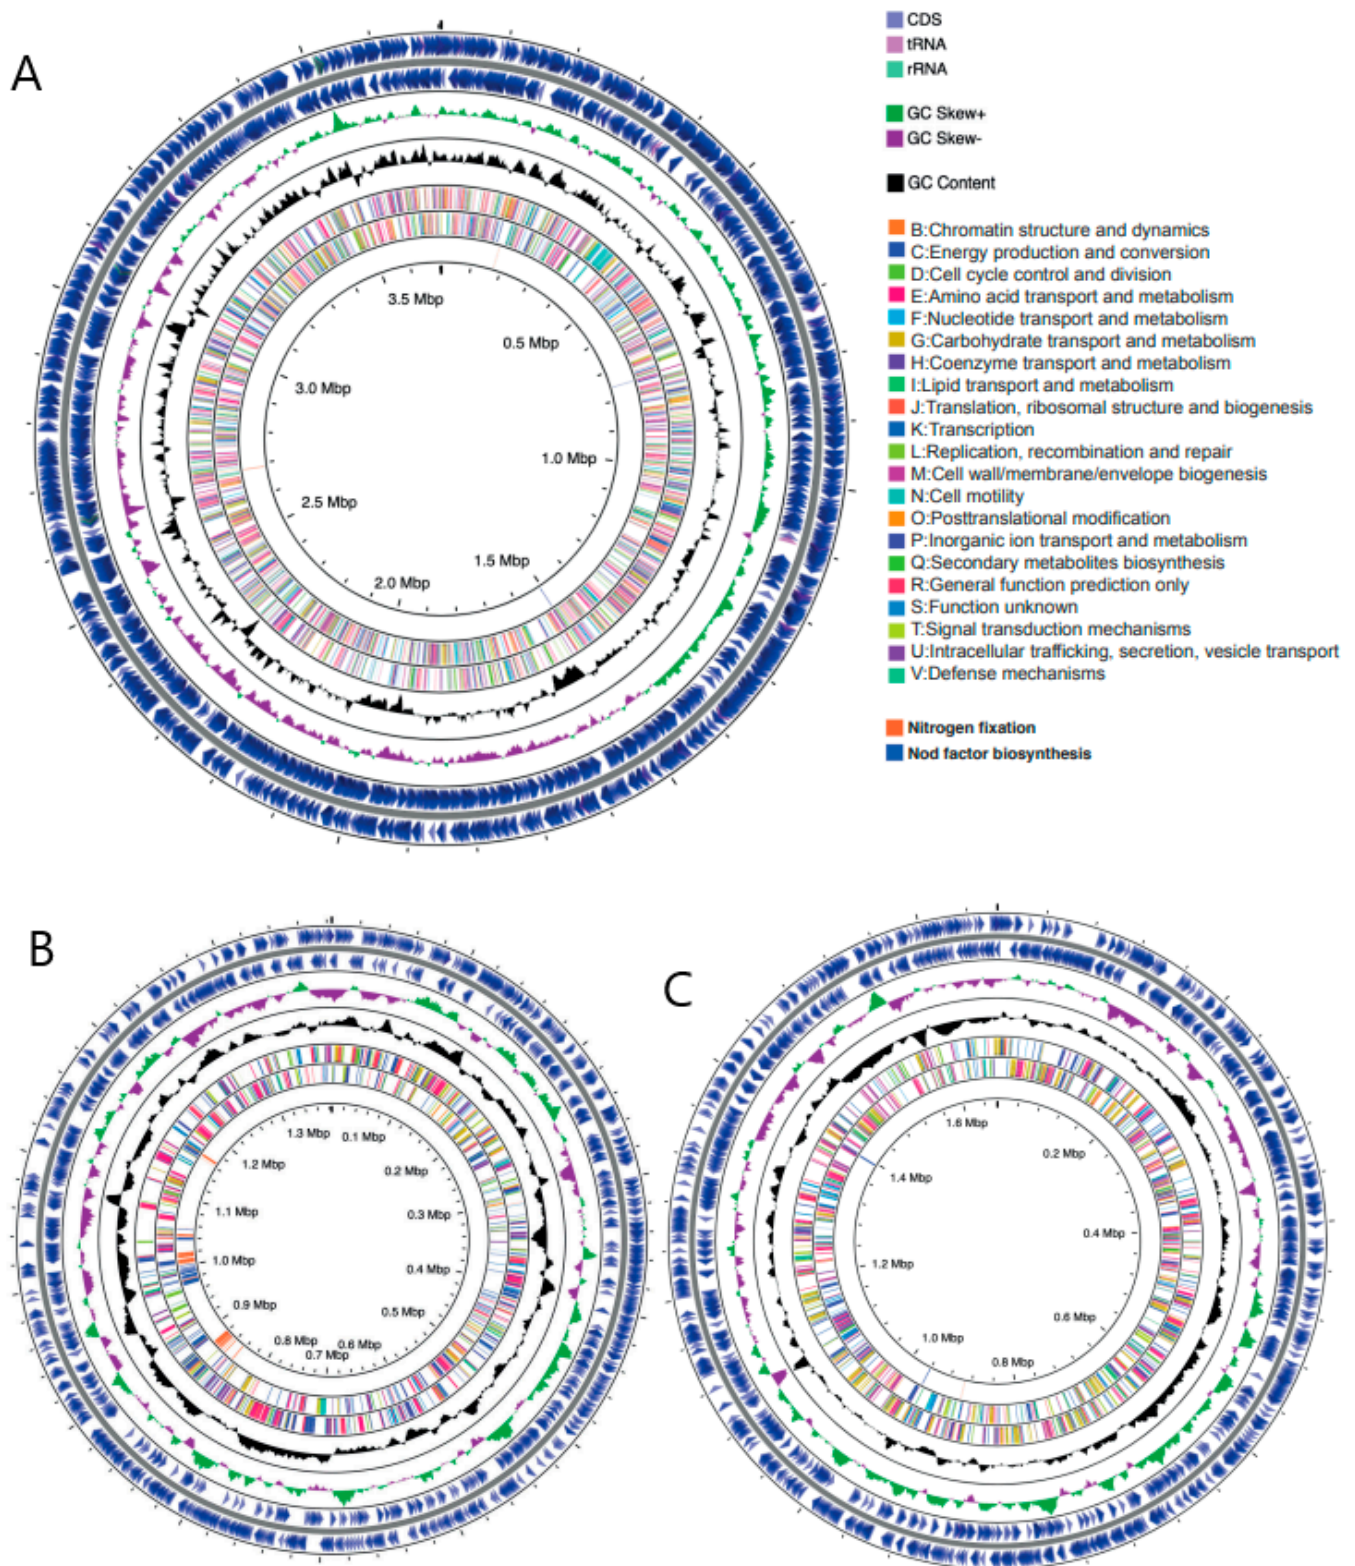 A
CDS
tRNA
rRNA
GC Skew+
GC Skew-
GC Content
B:Chromatin structure and dynamics
C:Energy production and conversion
D:Cell cycle control and division
E:Amino acid transport and metabolism
F:Nucleotide transport and metabolism
G:Carbohydrate transport and metabolism
H:Coenzyme transport and metabolism
I:Lipid transport and metabolism
J:Translation, ribosomal structure and biogenesis
K:Transcription
L:Replication, recombination and repair
M:Cell wall/membrane/envelope biogenesis
N:Cell motility
O:Posttranslational modification
P:Inorganic ion transport and metabolism
Q:Secondary metabolites biosynthesis
R:General function prediction only
S:Function unknown
T:Signal transduction mechanisms
U:Intracellular trafficking, secretion, vesicle transport
V:Defense mechanisms
Nitrogen fixation
Nod factor biosynthesis
3.5 Mbp
0.5 Mbp
3.0 Mbp
1.0 Mbp
2.5 Mbp
1.5 Mbp
2.0 Mbp
B
1.3 Mbp
0.1 Mbp
1.2 Mbp
0.2 Mbp
1.1 Mbp
0.3 Mbp
1.0 Mbp
0.4 Mbp
0.9 Mbp
0.5 Mbp
0.8 Mbp
0.6 Mbp
0.7 Mbp
C
1.6 Mbp
0.2 Mbp
1.4 Mbp
0.4 Mbp
1.2 Mbp
0.6 Mbp
1.0 Mbp
0.8 Mbp